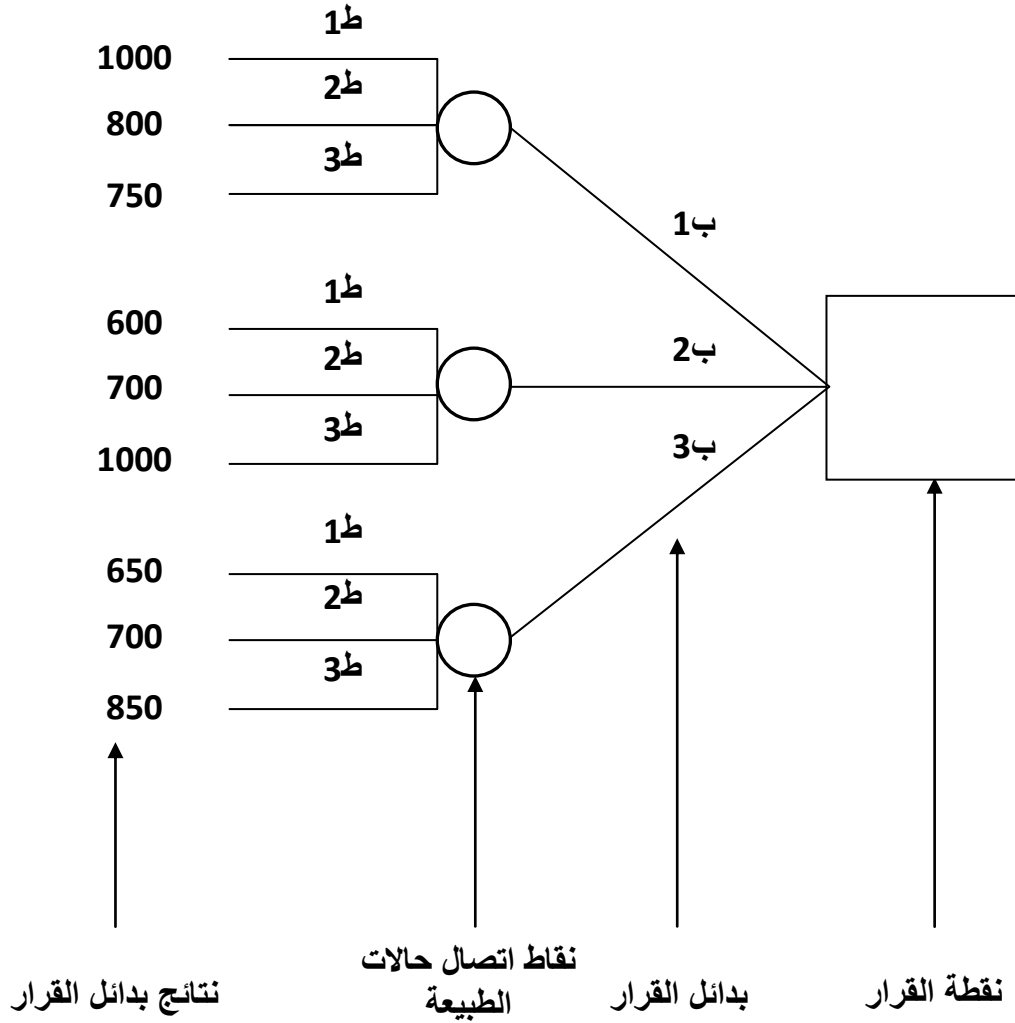 ط1
1000
ط2
800
ط3
750
ب1
ط1
600
ط2
700
ب2
ط3
1000
ب3
ط1
650
ط2
700
ط3
850
نقطة القرار
بدائل القرار
نقاط اتصال حالات
الطبيعة
نتائج بدائل القرار